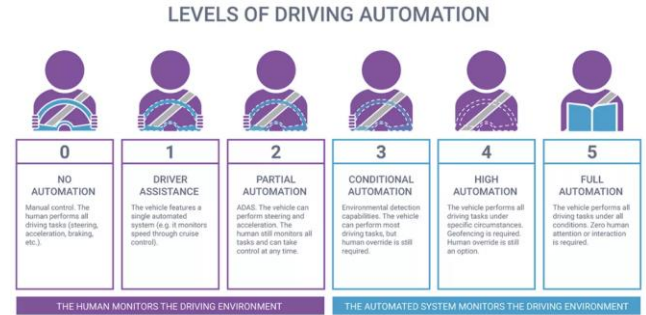 LEVELS OF DRIVING AUTOMATION
0
NO
AUTOMATION
Manual control. The
human performs all
driving tasks (steering,
acceleration, braking,
etc.).
1
DRIVER
ASSISTANCE
The vehicle features a
single automated
system (e.g. it monitors
speed through cruise
control).
2
PARTIAL
AUTOMATION
ADAS. The vehicle can
perform steering and
acceleration. The
human still monitors all
tasks and can take
control at any time.
3
CONDITIONAL
AUTOMATION
Environmental detection
capabilities. The vehicle
can perform most
driving tasks, but
human override is still
required.
4
HIGH
AUTOMATION
The vehicle performs all
driving tasks under
specific circumstances.
Geofencing is required.
Human override is still
an option.
5
FULL
AUTOMATION
The vehicle performs all
driving tasks under all
conditions. Zero human
attention or interaction
is required.
THE HUMAN MONITORS THE DRIVING ENVIRONMENT
THE AUTOMATED SYSTEM MONITORS THE DRIVING ENVIRONMENT